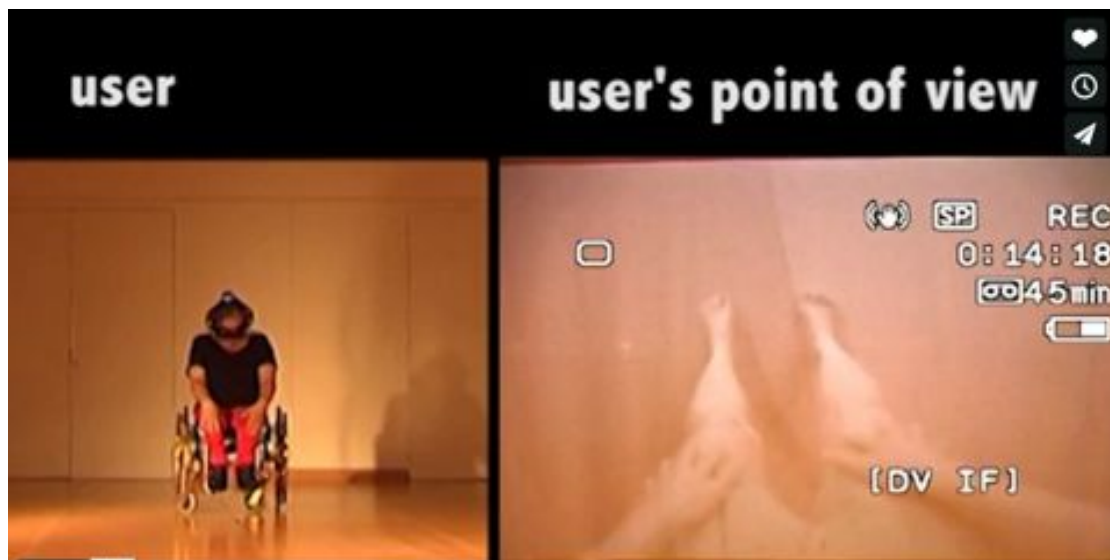 user
user's point of view
SP REC
0:14:18
45min
[DV IF]